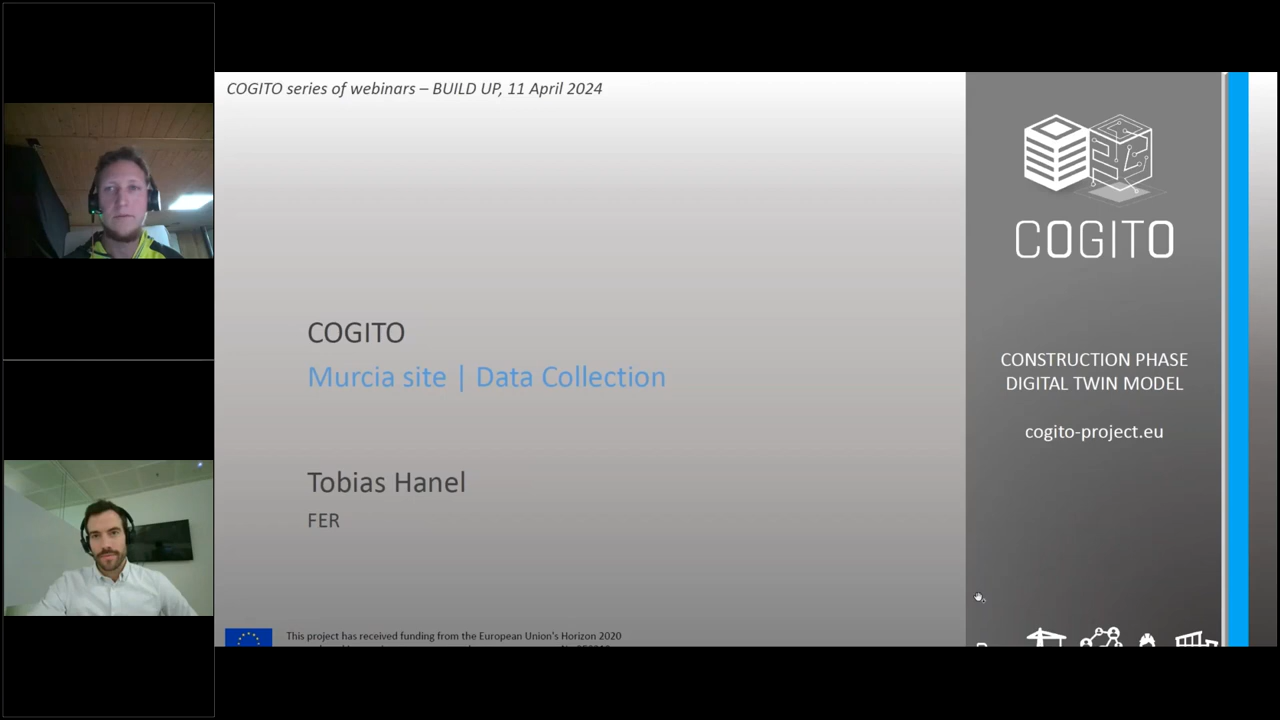 COGITO series of webinars – BUILD UP, 11 April 2024
COGITO
COGITO
Murcia site | Data Collection
CONSTRUCTION PHASE
DIGITAL TWIN MODEL
cogito-project.eu
Tobias Hanel
FER
This project has received funding from the European Union's Horizon 2020